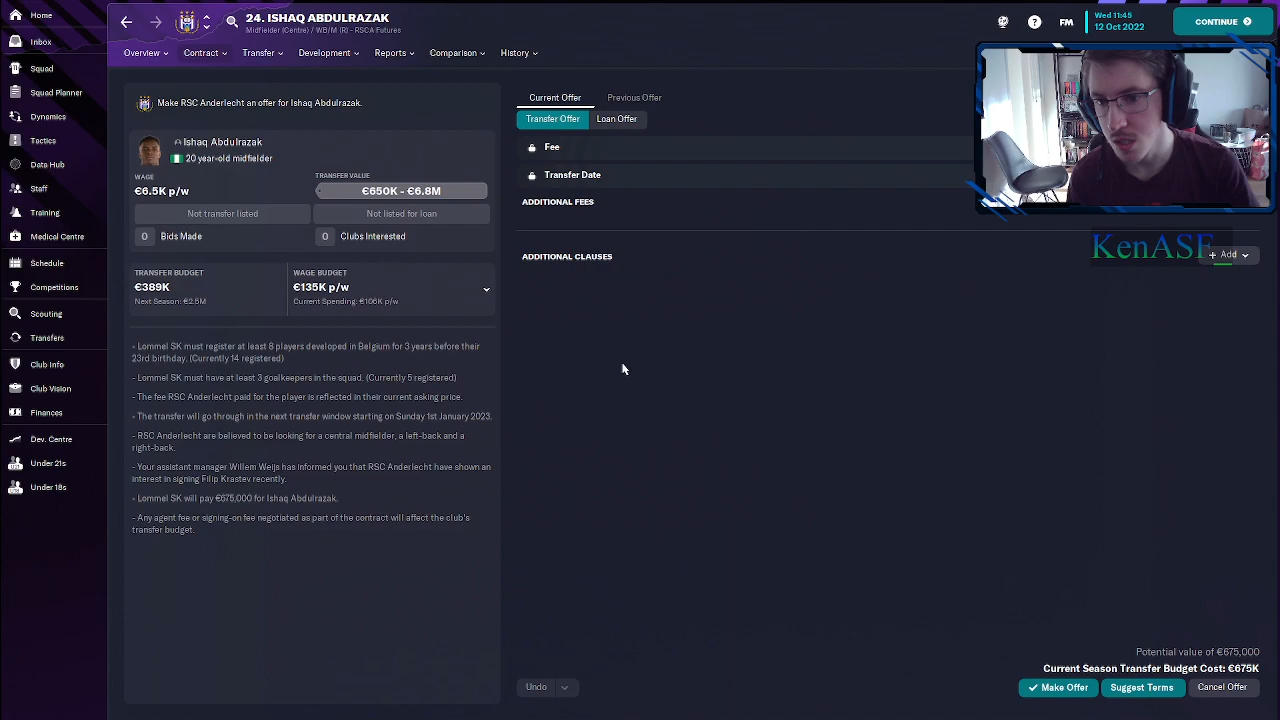 Home
Inbox
Squad
Squad Planner
Dynamics
Tactics
Data Hub
Staff
Training
Medical Centre
Schedule
Competitions
Scouting
Transfers
Club Info
Club Vision
Finances
Dev. Centre
Under 21s
Under 18s
24. ISHAQ ABDULRAZAK
Midfielder (Centre) / WB/M (R) - RSCA Futures
FM
Wed 11:45
12 Oct 2022
CONTINUE
Overview
Contract
Transfer
Development
Reports
Comparison
History
Make RSC Anderlecht an offer for Ishaq Abdulrazak.
Ishaq Abdulrazak
20 year-old midfielder
WAGE
€6.5K p/w
TRANSFER VALUE
€650K - €6.8M
Not transfer listed
Not listed for loan
0 Bids Made
0 Clubs Interested
TRANSFER BUDGET
€389K
Next Season: €2.5M
WAGE BUDGET
€135K p/w
Current Spending: €106K p/w
- Lommel SK must register at least 8 players developed in Belgium for 3 years before their
23rd birthday. (Currently 14 registered)
- Lommel SK must have at least 3 goalkeepers in the squad. (Currently 5 registered)
- The fee RSC Anderlecht paid for the player is reflected in their current asking price.
- The transfer will go through in the next transfer window starting on Sunday 1st January 2023.
- RSC Anderlecht are believed to be looking for a central midfielder, a left-back and a
right-back.
- Your assistant manager Willem Weijs has informed you that RSC Anderlecht have shown an
interest in signing Filip Krastev recently.
- Lommel SK will pay €675,000 for Ishaq Abdulrazak.
- Any agent fee or signing-on fee negotiated as part of the contract will affect the club's
transfer budget.
Current Offer
Previous Offer
Transfer Offer
Loan Offer
Fee
Transfer Date
ADDITIONAL FEES
ADDITIONAL CLAUSES
KenASF
+ Add
Undo
Potential value of €675,000
Current Season Transfer Budget Cost: €675K
Make Offer
Suggest Terms
Cancel Offer